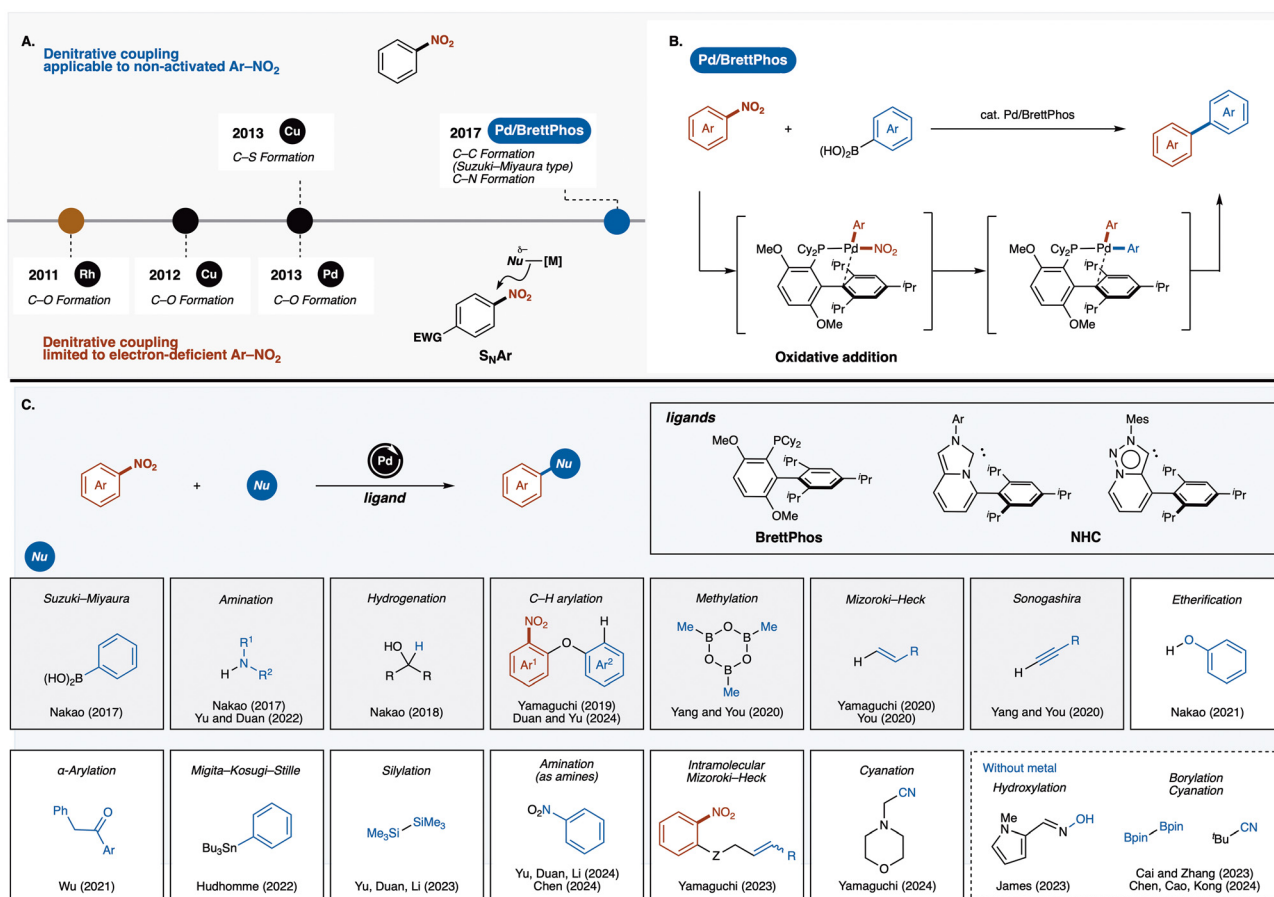 A.
Denitrative coupling
applicable to non-activated Ar–NO₂
NO₂
2013 Cu
C–S Formation
2017 Pd/BrettPhos
C–C Formation
(Suzuki–Miyaura type)
C–N Formation
2011 Rh
C–O Formation
2012 Cu
C–O Formation
2013 Pd
C–O Formation
δ–
Nu [M]
NO₂
EWG
SNAr
Denitrative coupling
limited to electron-deficient Ar–NO₂
B.
Pd/BrettPhos
NO₂
Ar
+
(HO)₂B
Ar
cat. Pd/BrettPhos
Ar
Ar
MeO
Cy₂P Pd NO₂
Ar
ⁱPr
ⁱPr
ⁱPr
OMe
Oxidative addition
MeO
Cy₂P Pd Ar
Ar
ⁱPr
ⁱPr
ⁱPr
OMe
C.
NO₂
Ar
+
Nu
Pd
ligand
Nu
Ar
ligands
MeO
PCy₂
ⁱPr
ⁱPr
ⁱPr
OMe
BrettPhos
Ar
N
N
ⁱPr
ⁱPr
ⁱPr
Mes
N
N
N
ⁱPr
ⁱPr
ⁱPr
NHC
Nu
Suzuki–Miyaura
(HO)₂B
Nakao (2017)
Amination
R¹
N
H R²
Nakao (2017)
Yu and Duan (2022)
Hydrogenation
HO H
R R
Nakao (2018)
C–H arylation
NO₂ H
O
Ar¹ Ar²
Yamaguchi (2019)
Duan and Yu (2024)
Methylation
Me O Me
B B
O O
B
Me
Yang and You (2020)
Mizoroki–Heck
H R
Yamaguchi (2020)
You (2020)
Sonogashira
R
H
Yang and You (2020)
Etherification
O
H
Nakao (2021)
α-Arylation
Ph O
Ar
Wu (2021)
Migita–Kosugi–Stille
Bu₃Sn
Hudhomme (2022)
Silylation
SiMe₃
Me₃Si
Yu, Duan, Li (2023)
Amination
(as amines)
O₂N
Yu, Duan, Li (2024)
Chen (2024)
Intramolecular
Mizoroki–Heck
NO₂
Z R
Yamaguchi (2023)
Cyanation
CN
N
O
Yamaguchi (2024)
Without metal
Hydroxylation
Me
N
N OH
James (2023)
Borylation
Cyanation
Bpin
Bpin
CN
ᵗBu
Cai and Zhang (2023)
Chen, Cao, Kong (2024)